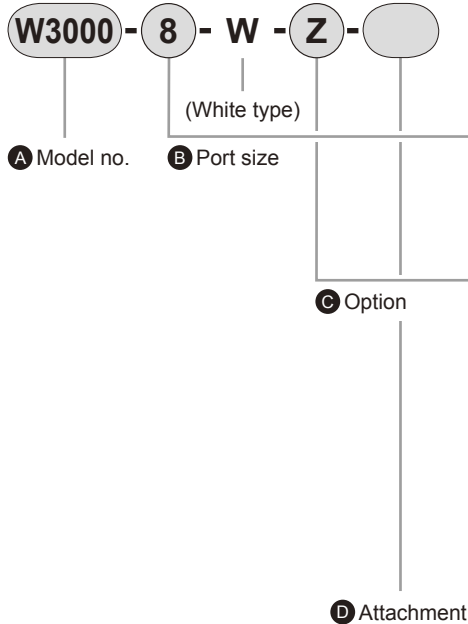 W3000 - 8 - W - Z -
(White type)
A Model no. B Port size
C Option
D Attachment